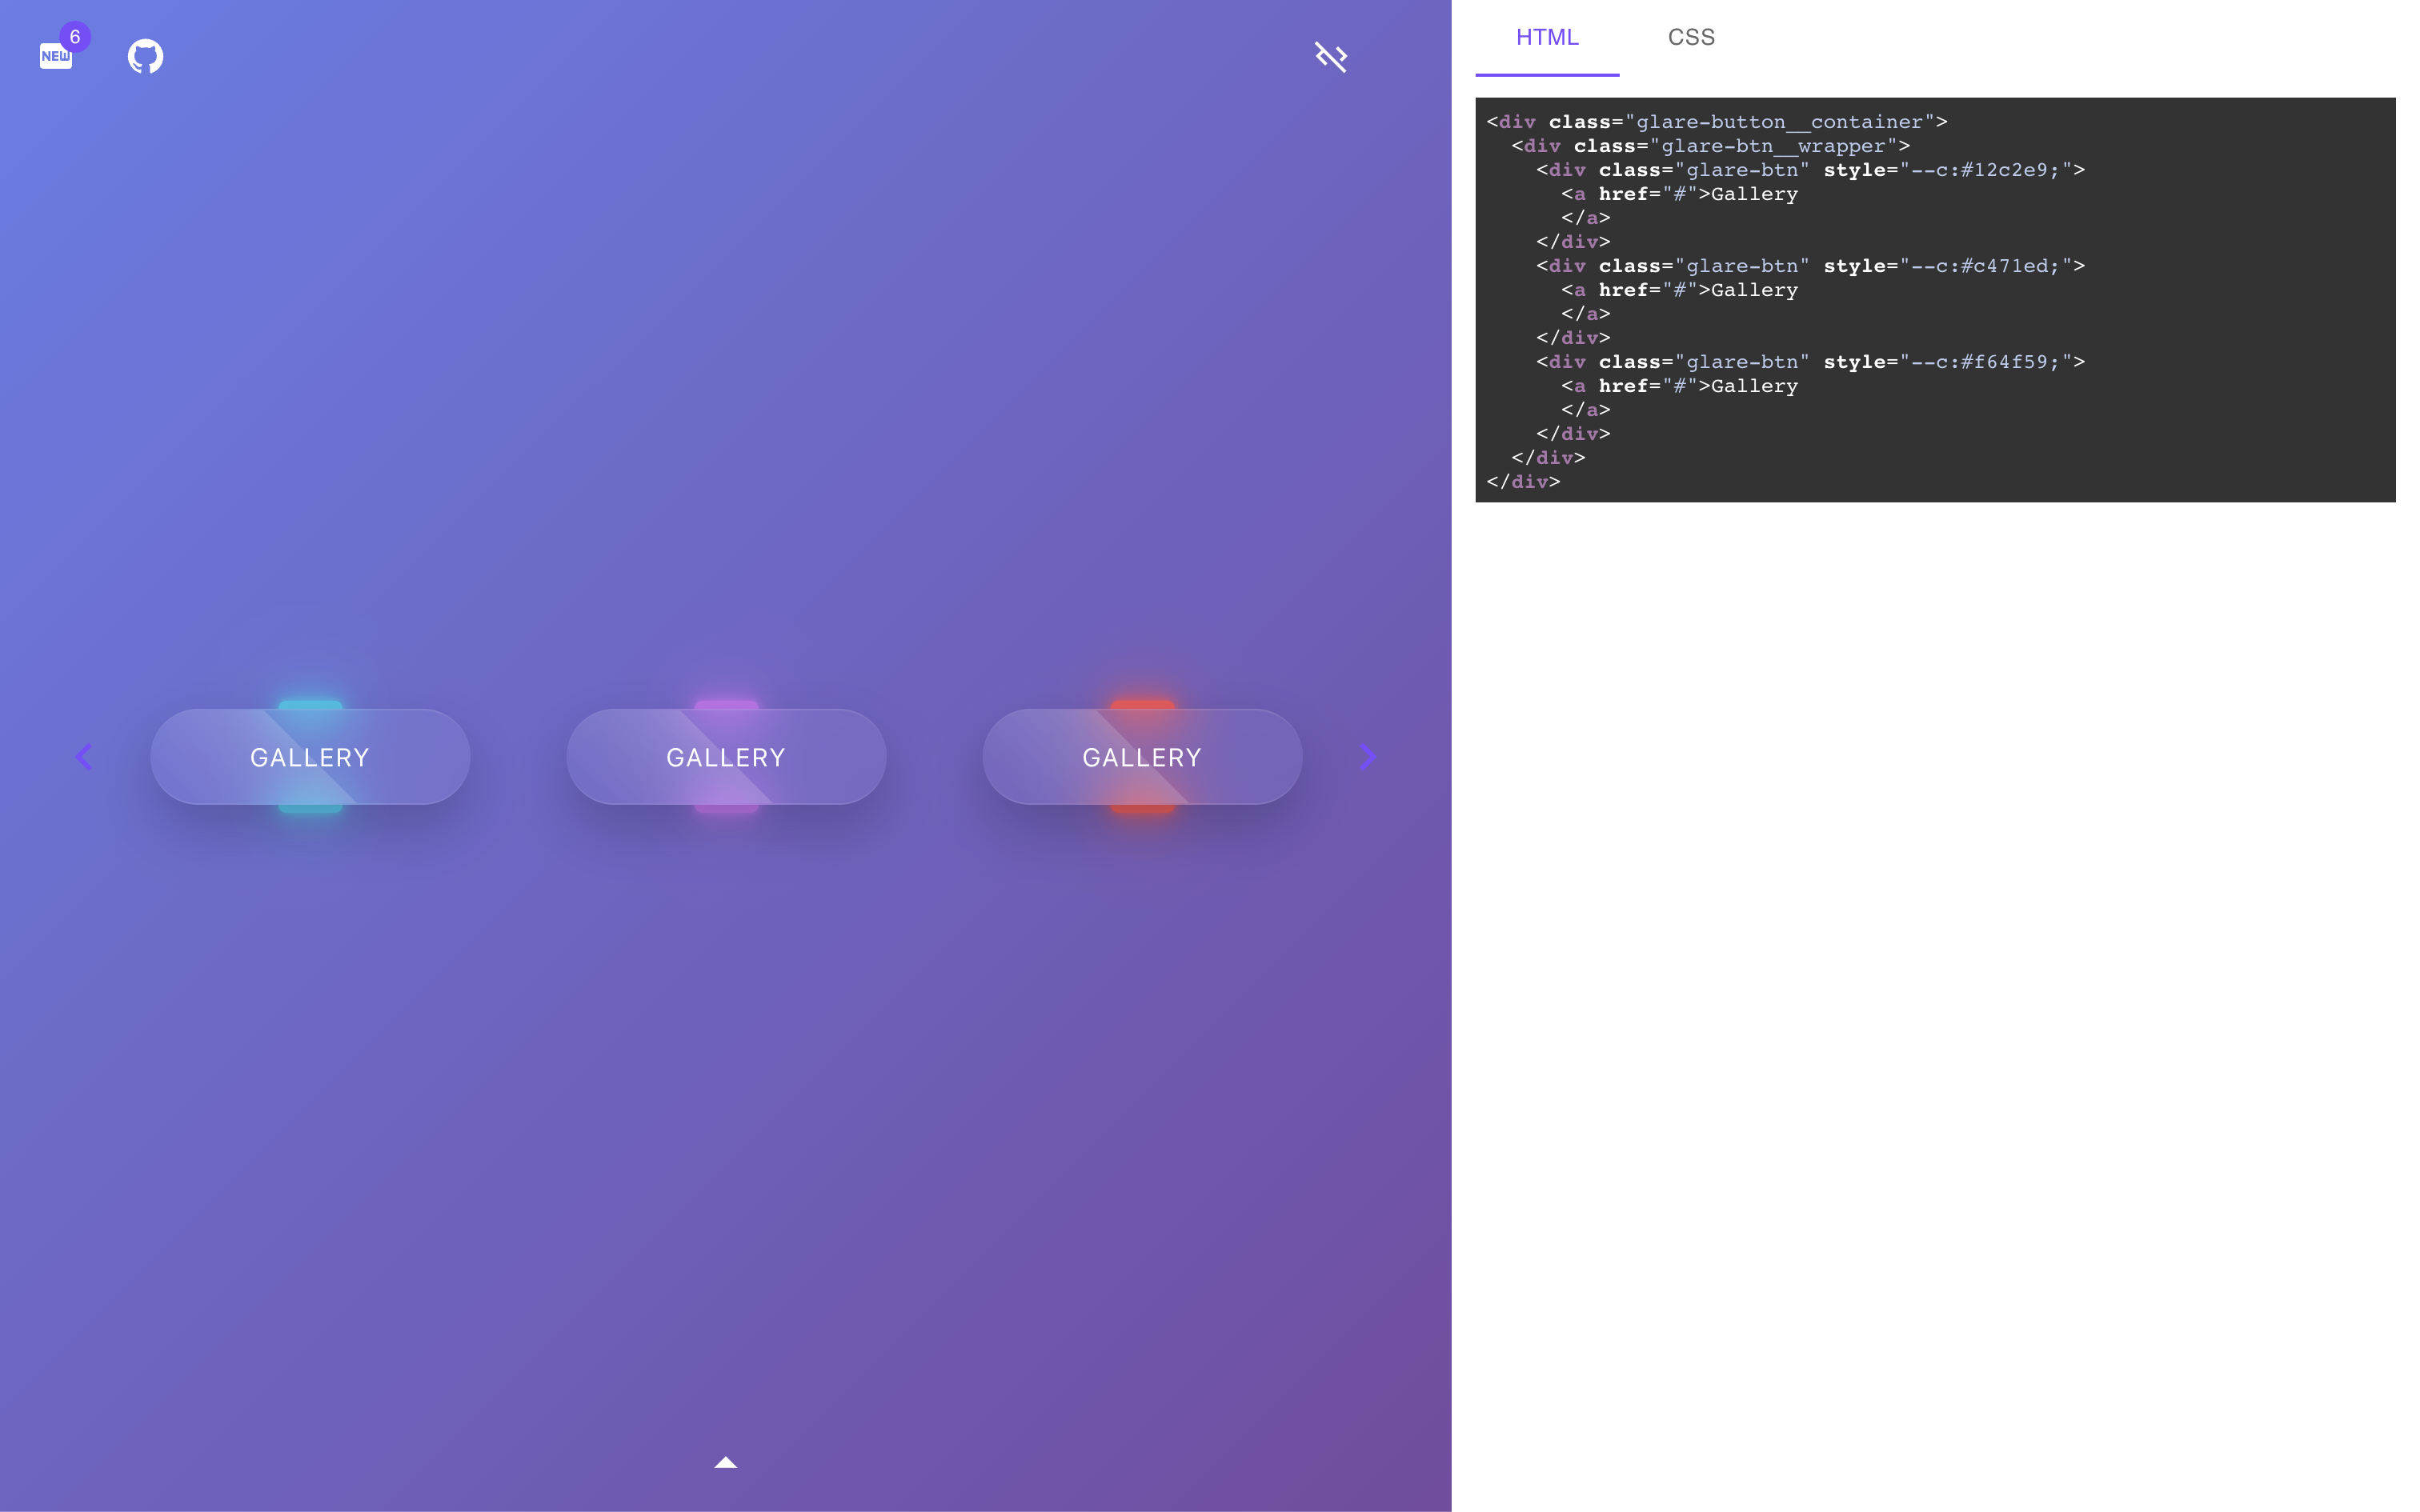 6
NEW
GALLERY
GALLERY
GALLERY
HTML CSS
<div class="glare-button__container">
  <div class="glare-btn__wrapper">
    <div class="glare-btn" style="--c:#12c2e9;">
      <a href="#">Gallery
      </a>
    </div>
    <div class="glare-btn" style="--c:#c471ed;">
      <a href="#">Gallery
      </a>
    </div>
    <div class="glare-btn" style="--c:#f64f59;">
      <a href="#">Gallery
      </a>
    </div>
  </div>
</div>